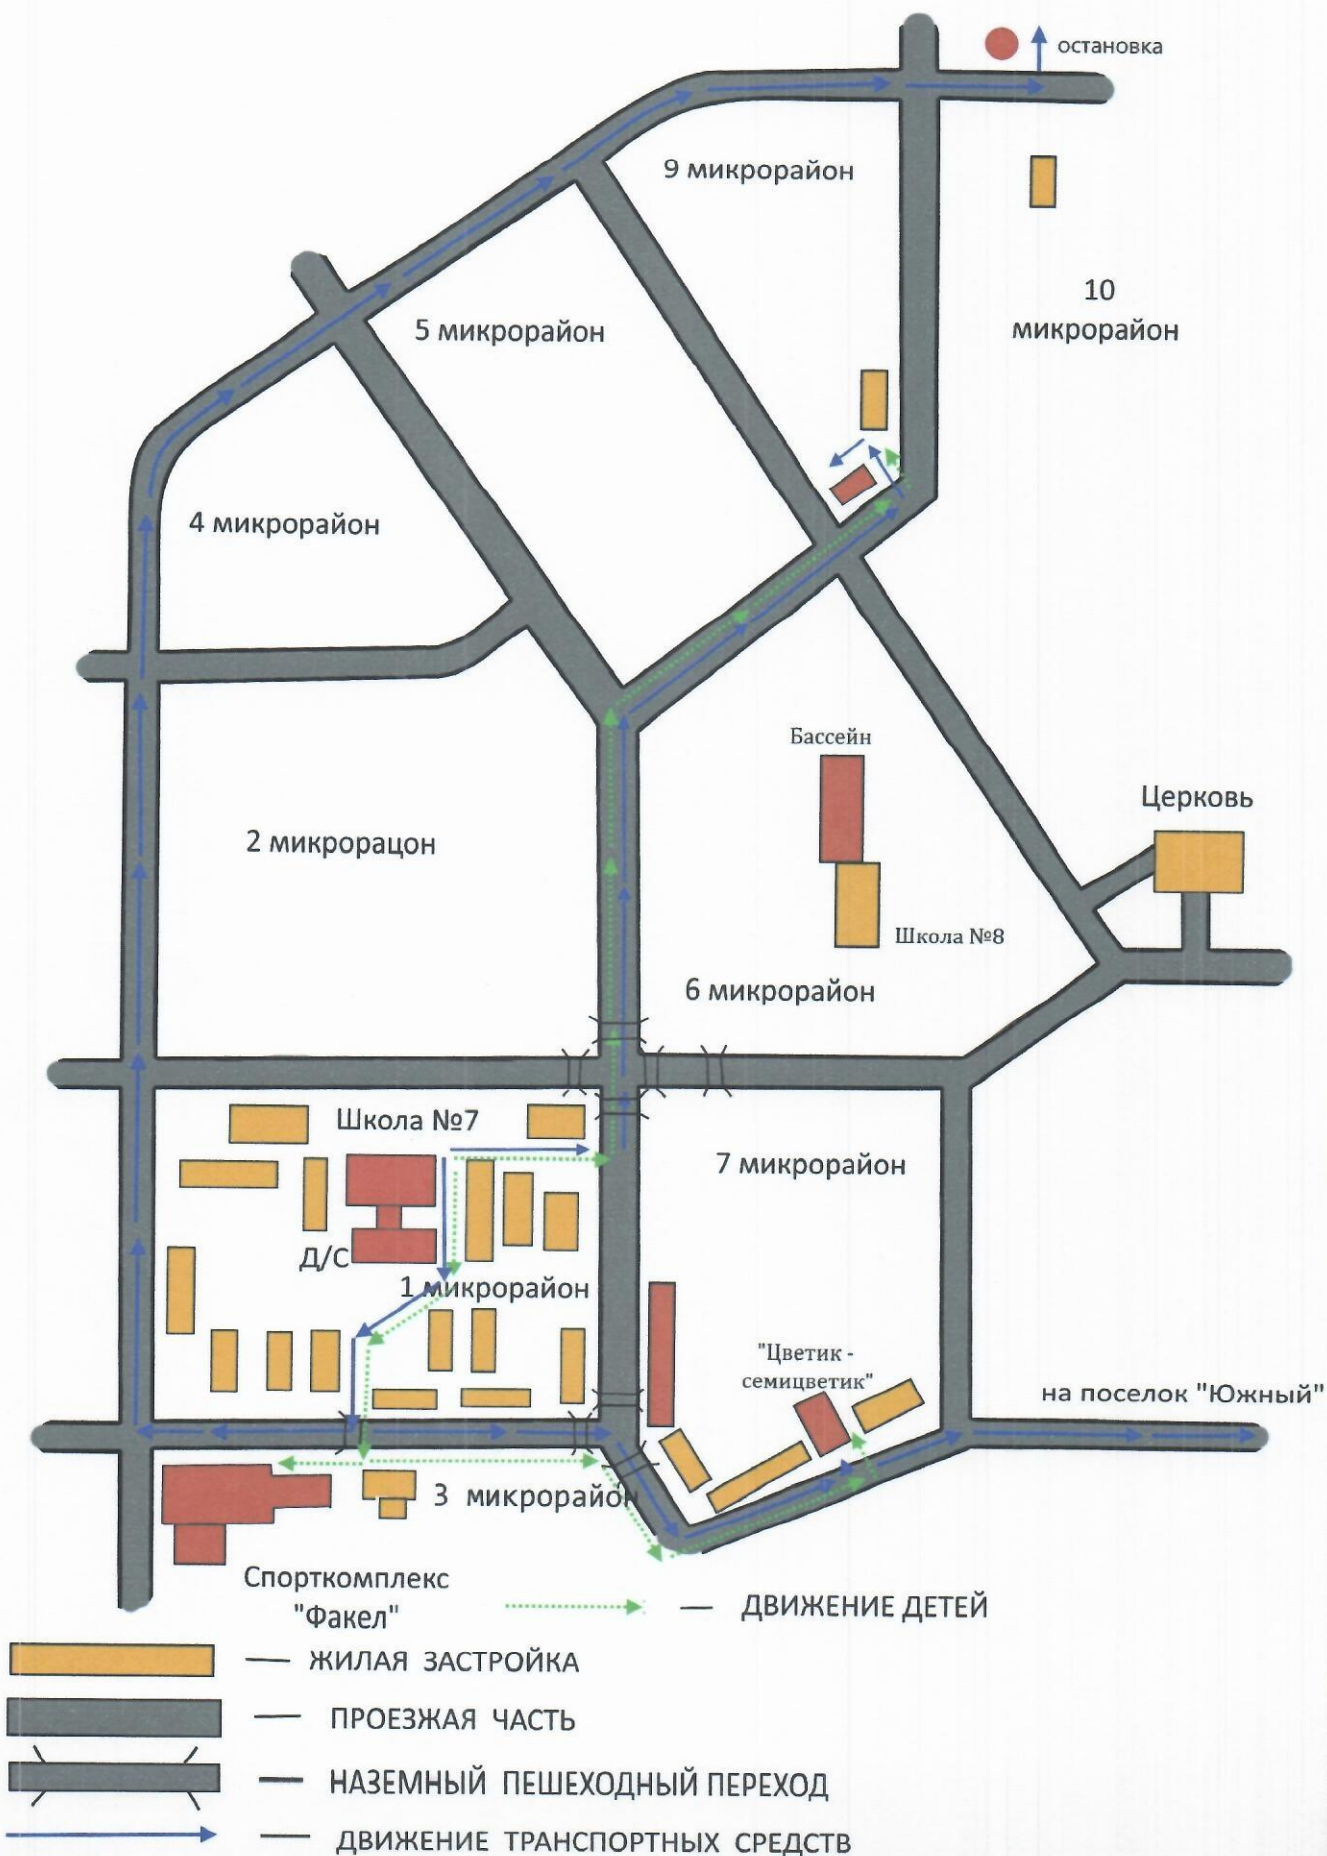 остановка
9 микрорайон
10
микрорайон
5 микрорайон
4 микрорайон
Бассейн
Церковь
2 микрорацон
Школа №8
6 микрорайон
Школа №7
7 микрорайон
Д/С
1 микрорайон
"Цветик -
семицветик"
на поселок "Южный"
3 микрорайон
Спорткомплекс
"Факел"
— ДВИЖЕНИЕ ДЕТЕЙ
— ЖИЛАЯ ЗАСТРОЙКА
— ПРОЕЗЖАЯ ЧАСТЬ
— НАЗЕМНЫЙ ПЕШЕХОДНЫЙ ПЕРЕХОД
— ДВИЖЕНИЕ ТРАНСПОРТНЫХ СРЕДСТВ